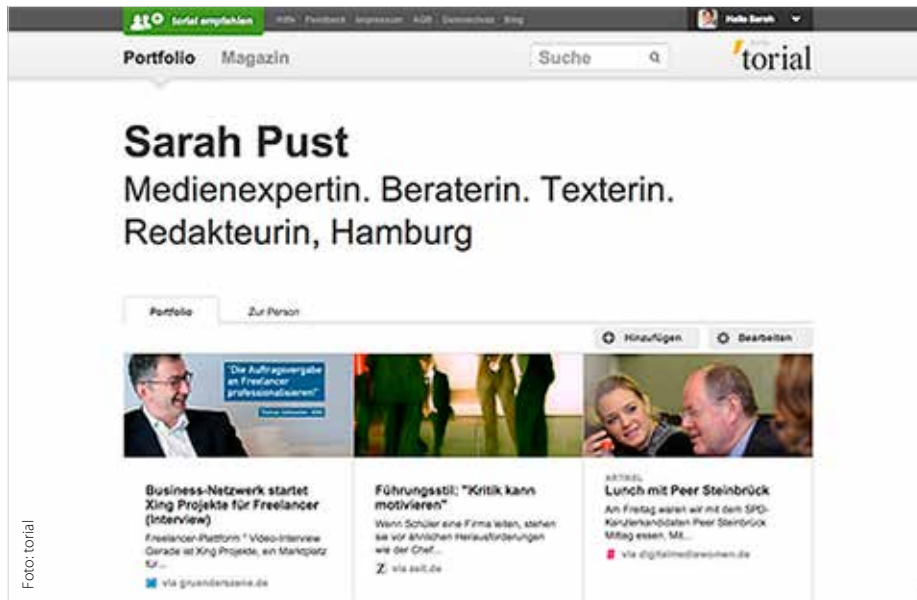 torial empfehlen
Hilfe Feedback Impressum AGB Datenschutz Blog
Hallo Sarah
Portfolio Magazin
Suche
torial
Sarah Pust
Medienexpertin. Beraterin. Texterin.
Redakteurin, Hamburg
Portfolio Zur Person
Hinzufügen Bearbeiten
"Die Auftragsvergabe
an Freelancer
professionalisieren"
Business-Netzwerk startet
Xing Projekte für Freelancer
(Interview)
Freelancer-Plattform * Video-Interview
Gerade ist Xing Projekte, ein Marktplatz
für...
via gruenderszene.de
Führungsstil: "Kritik kann
motivieren"
Wenn Schüler eine Firma leiten, stehen
sie vor ähnlichen Herausforderungen
wie der Chef...
Z via zeit.de
ARTIKEL
Lunch mit Peer Steinbrück
Am Freitag waren wir mit dem SPD-
Kanzlerkandidaten Peer Steinbrück
Mittag essen. Mit...
via digitalmediawomen.de
Foto: torial